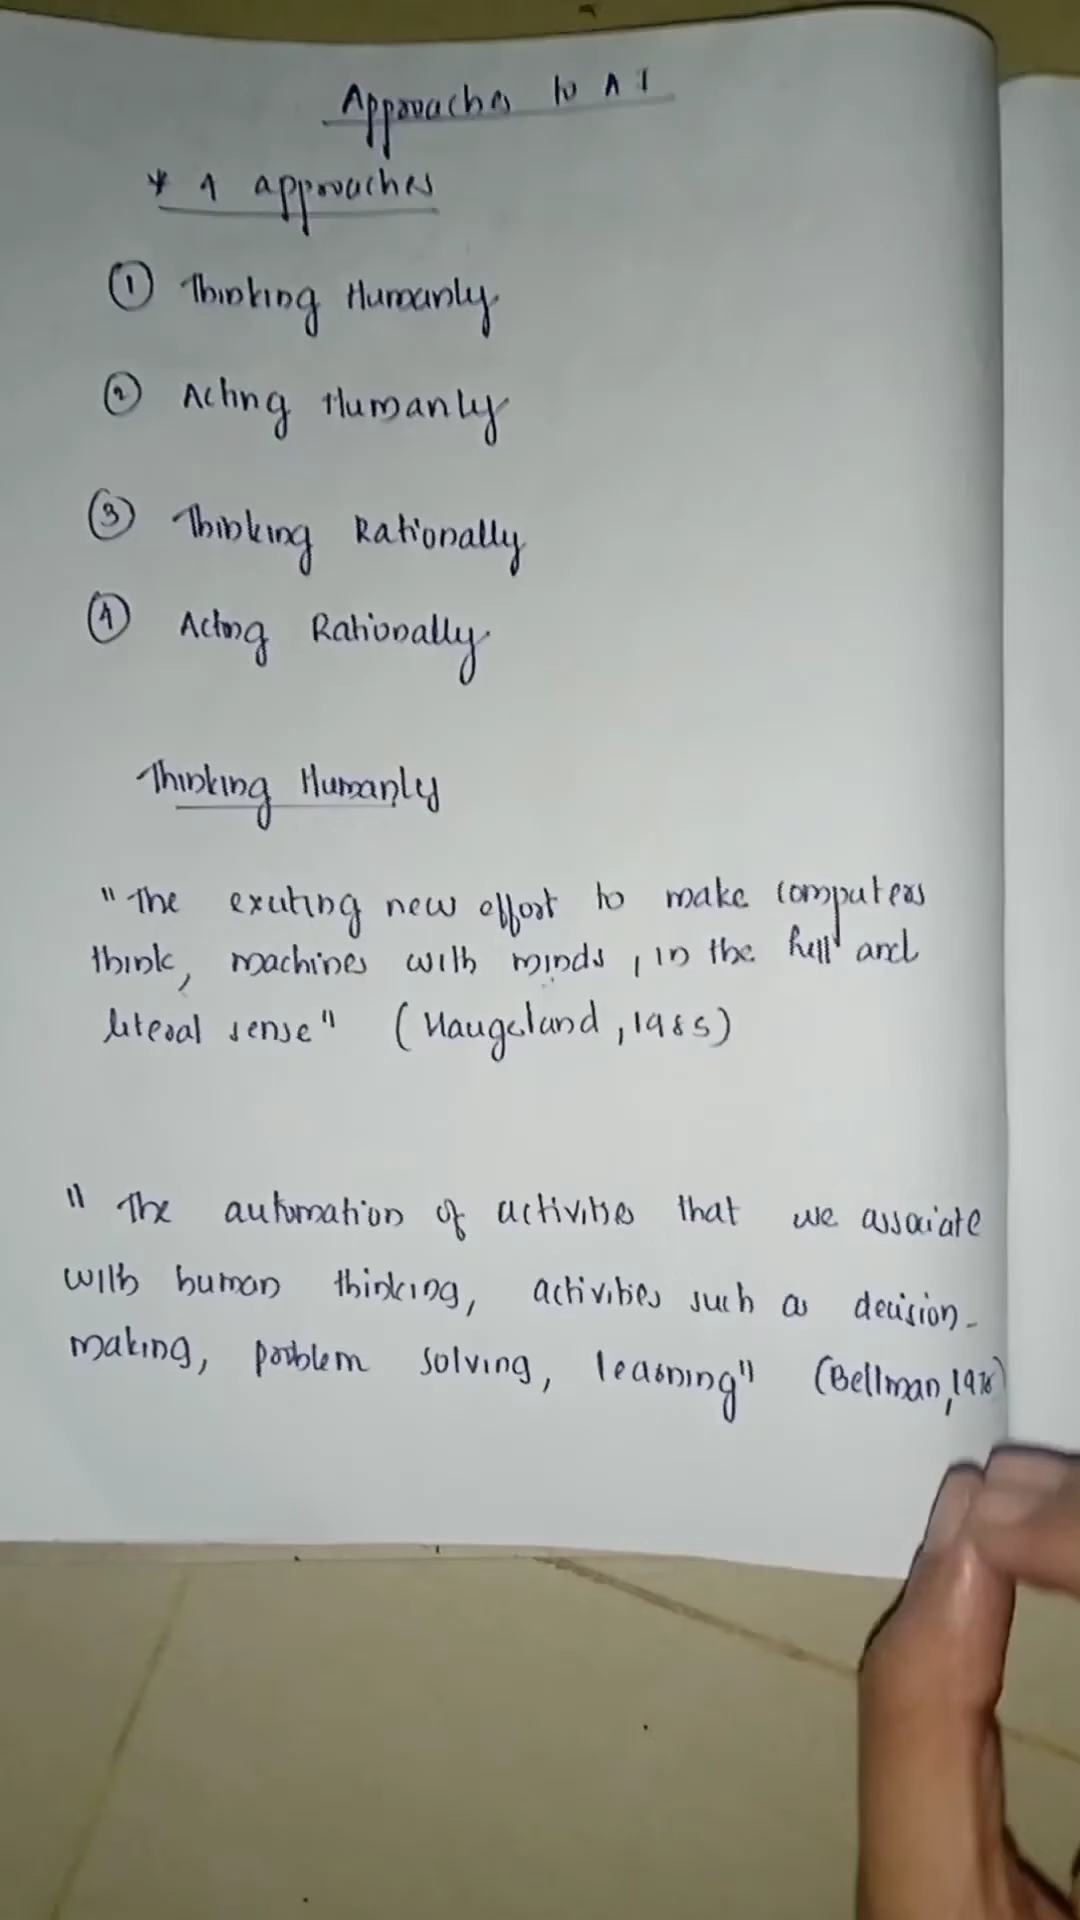 Approaches to AI
* 4 approaches
① Thinking Humanly
② Acting Humanly
③ Thinking Rationally
④ Acting Rationally
Thinking Humanly
"The exciting new effort to make computers
think, machines with minds, in the full and
literal sense" (Haugeland, 1985)
"The automation of activities that we associate
with human thinking, activities such as decision-
making, problem solving, learning" (Bellman, 1978)